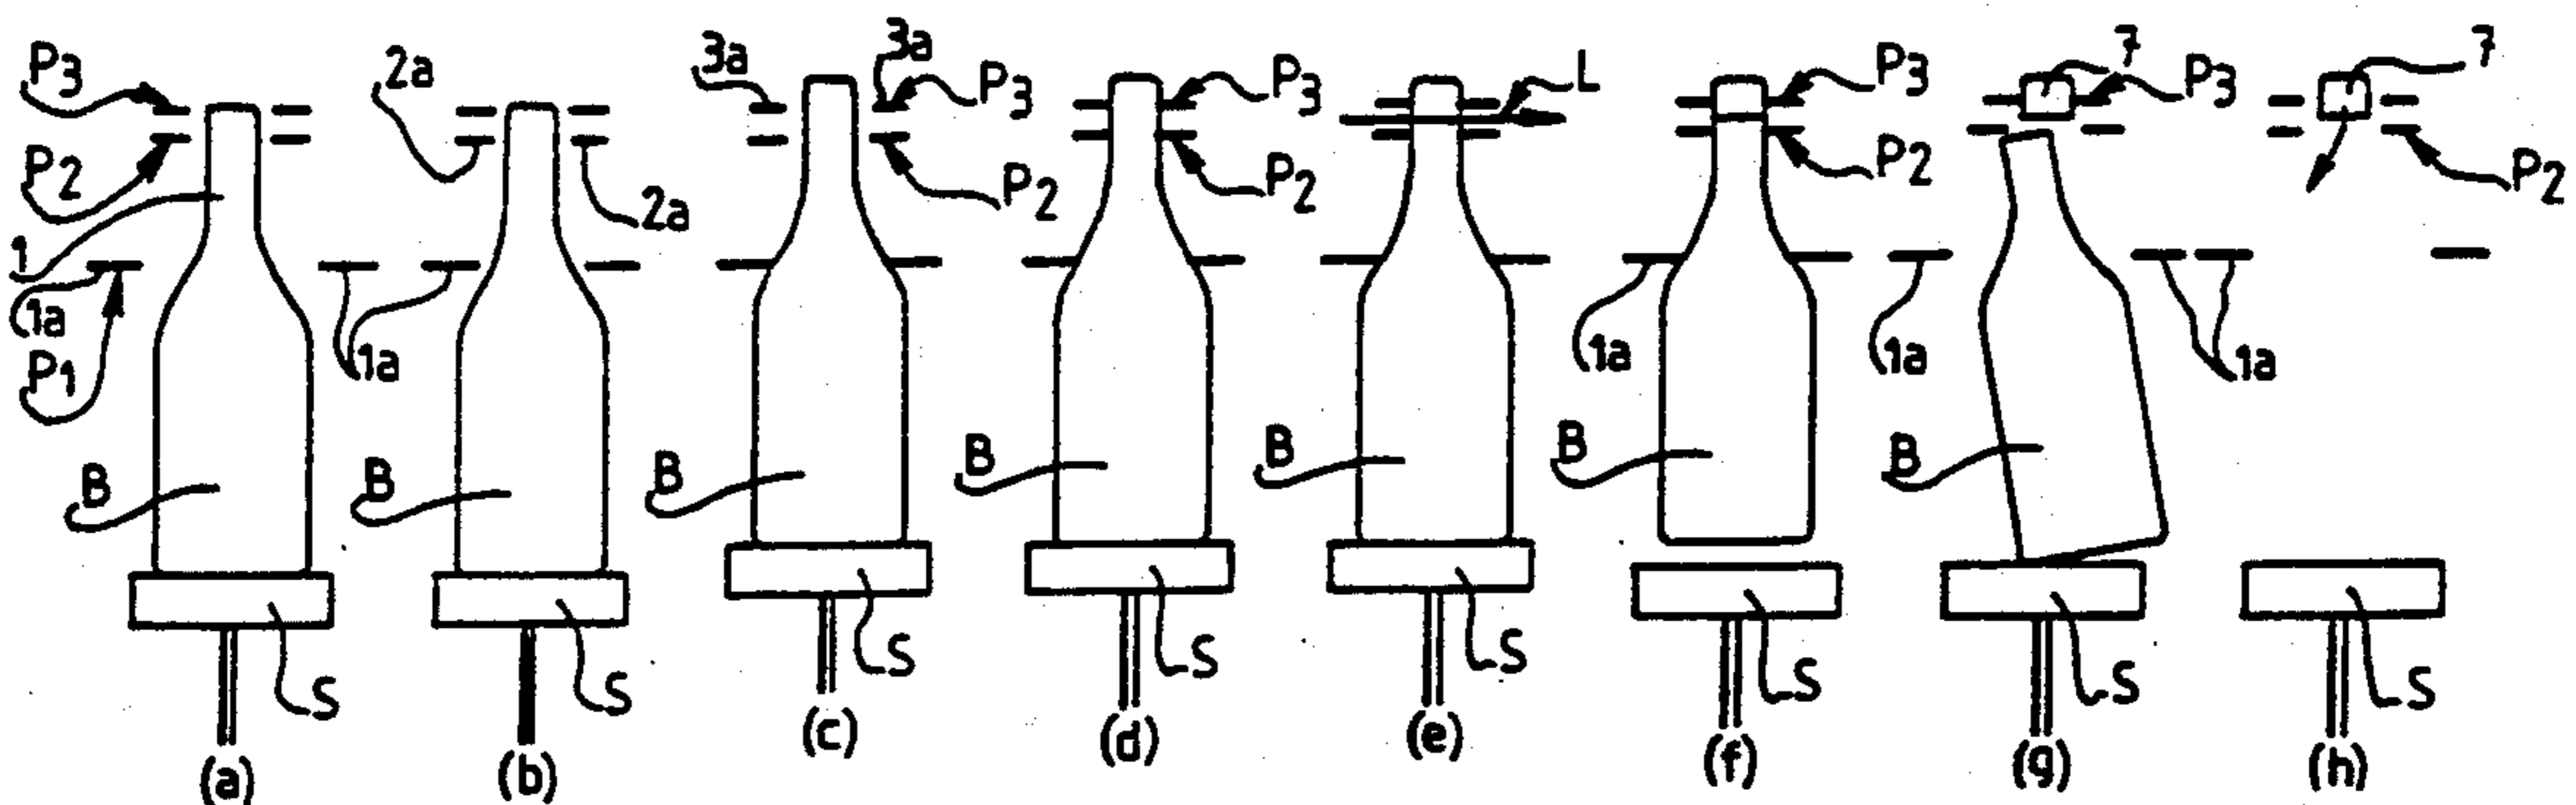 P3 2a 3a 3a P3 P3 L P3 7 P3 7
P2 2a P2 P2 P2 P2
1 1a P1 1a 1a 1a 1a
B B B B B B B
S S S S S S S S
(a) (b) (c) (d) (e) (f) (g) (h)